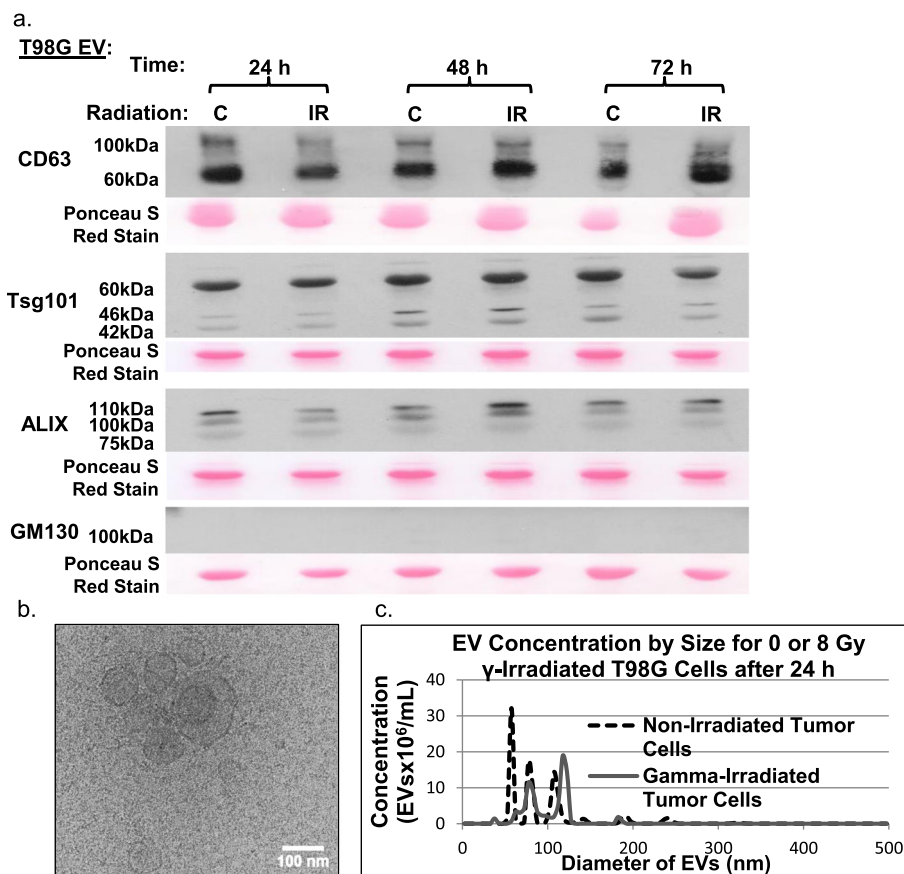 a.
T98G EV:
Time: 24 h 48 h 72 h
Radiation: C IR C IR C IR
CD63
100kDa
60kDa
Ponceau S
Red Stain
Tsg101
60kDa
46kDa
42kDa
Ponceau S
Red Stain
ALIX
110kDa
100kDa
75kDa
Ponceau S
Red Stain
GM130
100kDa
Ponceau S
Red Stain
b.
100 nm
c.
EV Concentration by Size for 0 or 8 Gy
γ-Irradiated T98G Cells after 24 h
Concentration
(EVsx10⁶/mL)
40
30
20
10
0
Non-Irradiated Tumor
Cells
Gamma-Irradiated
Tumor Cells
0 100 200 300 400 500
Diameter of EVs (nm)